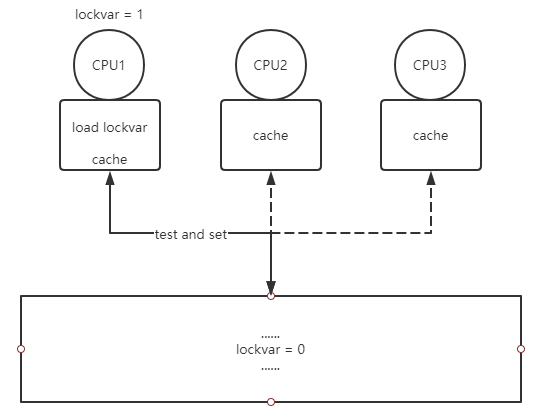 lockvar = 1
CPU1
CPU2
CPU3
load lockvar
cache
cache
cache
test and set
......
lockvar = 0
......